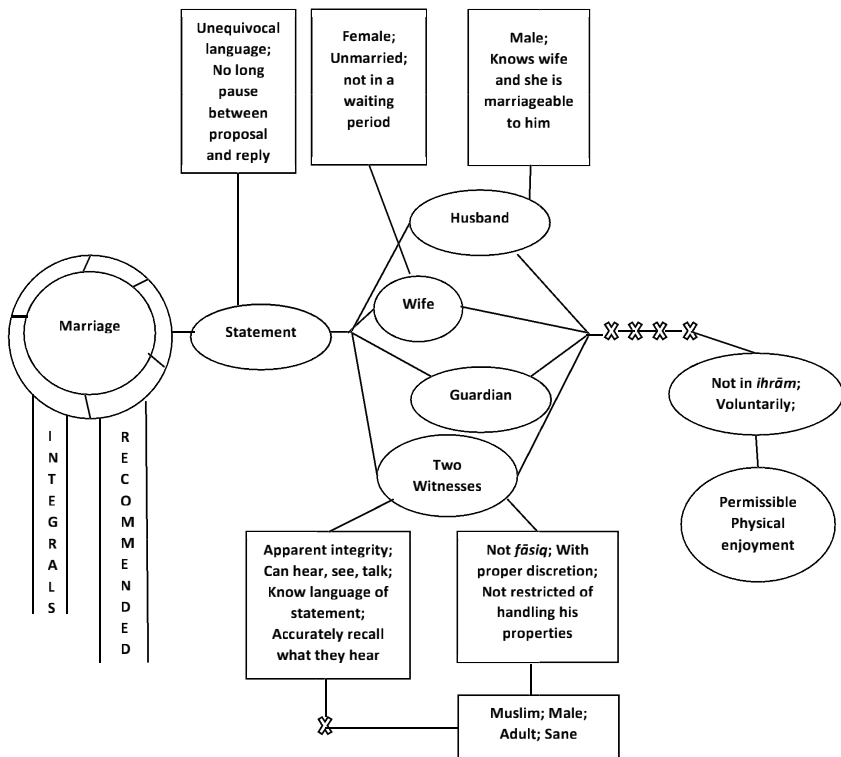 Unequivocal
language;
No long
pause
between
proposal
and reply
Female;
Unmarried;
not in a
waiting
period
Male;
Knows wife
and she is
marriageable
to him
Husband
Wife
Marriage
Statement
Guardian
Two
Witnesses
Not in ihrām;
Voluntarily;
Permissible
Physical
enjoyment
INTEGRALS
RECOMMENDED
Apparent integrity;
Can hear, see, talk;
Know language of
statement;
Accurately recall
what they hear
Not fāsiq; With
proper discretion;
Not restricted of
handling his
properties
Muslim; Male;
Adult; Sane